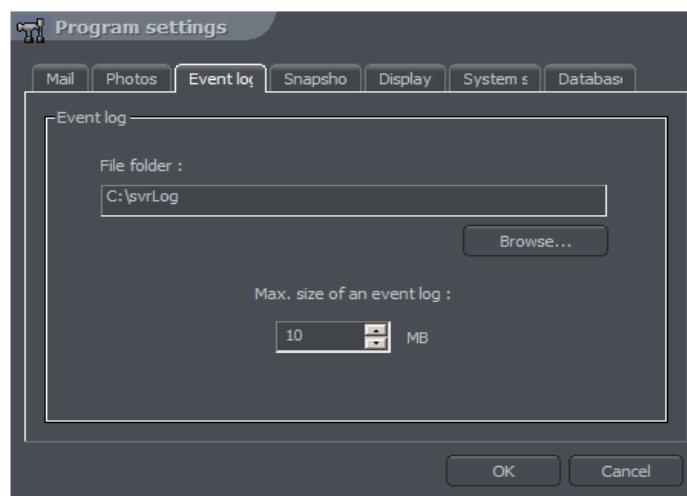 Program settings
Mail Photos Event log Snapsho Display System s Databas
Event log
File folder :
C:\svrLog
Browse...
Max. size of an event log :
10 MB
OK Cancel